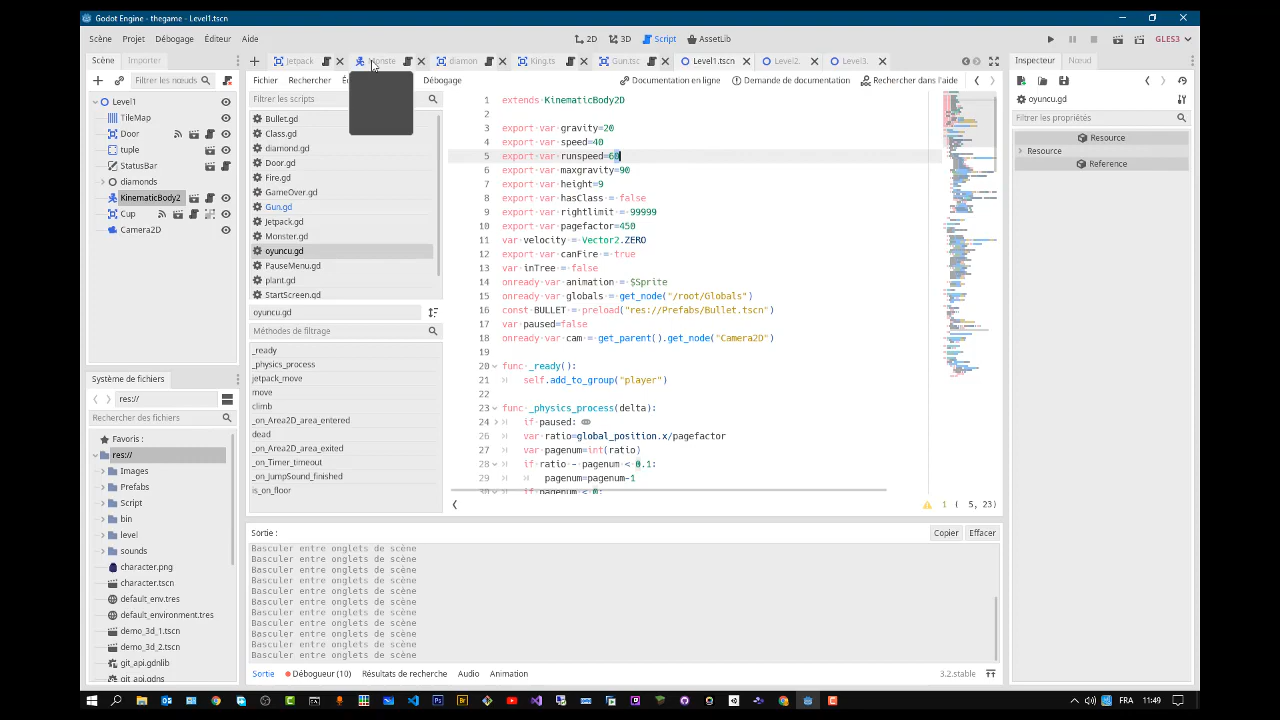 Godot Engine - thegame - Level1.tscn
Scène Projet Débogage Éditeur Aide
2D 3D Script AssetLib
GLES3
Scène Importer
Jetpack
diamon
King.ts
Gun.tsc
Level1.tscn
Level2.
Level3.
Inspecteur Nœud
Filtrer les nœuds
Fichier Rechercher Débogage
Documentation en ligne Demande de documentation Rechercher dans l'aide
Level1
TileMap
Door
tuple
StatusBar
diamonds
KinematicBody2
Cup
Camera2D
Filtrer les scripts
Bullet.gd
Jetpack.gd
Monster.gd
PauseMenu.gd
plant.gd
StartScreen.gd
oyuncu.gd
Méthodes de filtrage
_ready
_physics_process
jetpack_move
move
climb
_on_Area2D_area_entered
dead
_on_Area2D_area_exited
_on_Timer_timeout
_on_JumpSound_finished
is_on_floor
1 extends KinematicBody2D
2
3 export var gravity=20
4 export var speed=40
5 export var runspeed=60
6 export var maxgravity=90
7 export var height=9
8 export var hasClass = false
9 export var rightlimit = 99999
10 export var pagefactor=450
11 var velocity = Vector2.ZERO
12 export var canFire = true
13 var inTree = false
14 onready var animation = $Sprite
15 onready var globals = get_node("/root/Globals")
16 const BULLET = preload("res://Prefabs/Bullet.tscn")
17 var paused=false
18 onready var cam = get_parent().get_node("Camera2D")
19
20 func _ready():
21 self.add_to_group("player")
22
23 func _physics_process(delta):
24 if paused:
26 var ratio=global_position.x/pagefactor
27 var pagenum=int(ratio)
28 if ratio - pagenum < 0.1:
29 pagenum=pagenum-1
30 if pagenum < 0:
1 ( 5, 23)
oyuncu.gd
Filtrer les propriétés
Resource
Resource
Reference
Système de fichiers
res://
Rechercher des fichiers
Favoris :
res://
Images
Prefabs
Script
bin
level
sounds
character.png
character.tscn
default_env.tres
default_environment.tres
demo_3d_1.tscn
demo_3d_2.tscn
git_api.gdnlib
git_api.gdns
Sortie :
Copier Effacer
Basculer entre onglets de scène
Basculer entre onglets de scène
Basculer entre onglets de scène
Basculer entre onglets de scène
Basculer entre onglets de scène
Basculer entre onglets de scène
Basculer entre onglets de scène
Basculer entre onglets de scène
Basculer entre onglets de scène
Basculer entre onglets de scène
Basculer entre onglets de scène
Sortie Débogueur (10) Résultats de recherche Audio Animation
3.2.stable
FRA 11:49